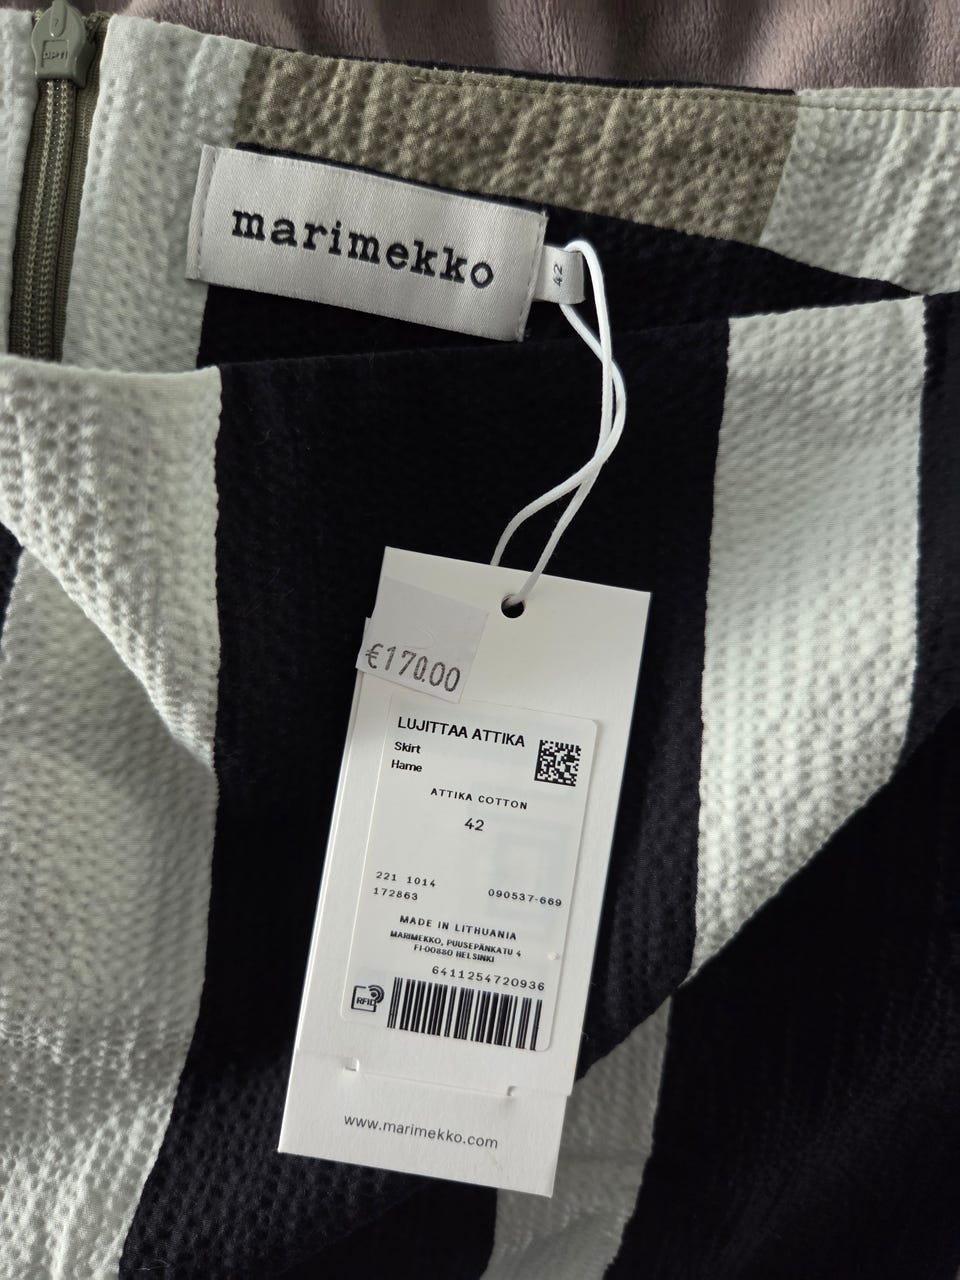 OPTI
marimekko
42
€170.00
LUJITTAA ATTIKA
Skirt
Hame
ATTIKA COTTON
42
221 1014
172863 090537-669
MADE IN LITHUANIA
MARIMEKKO, PUUSEPÄNKATU 4
FI-00880 HELSINKI
6411254720936
RFID
www.marimekko.com